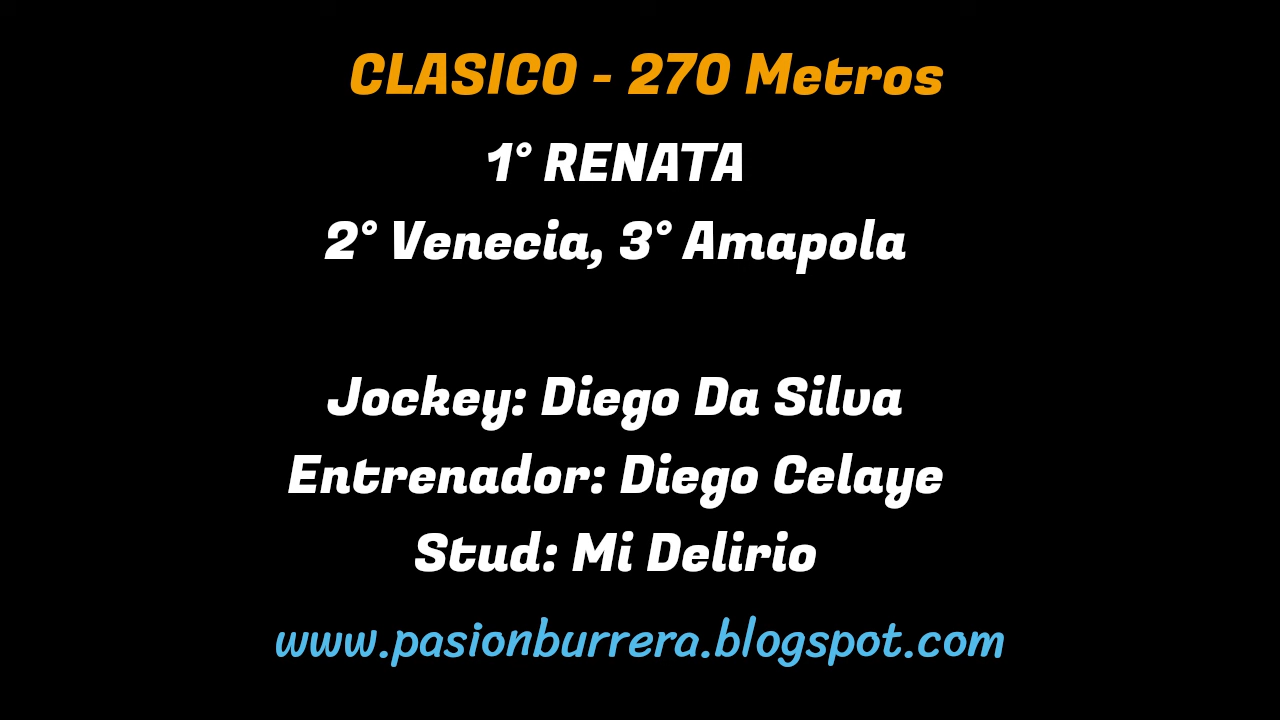 CLASICO - 270 Metros
1° RENATA
2° Venecia, 3° Amapola
Jockey: Diego Da Silva
Entrenador: Diego Celaye
Stud: Mi Delirio
www.pasionburrera.blogspot.com